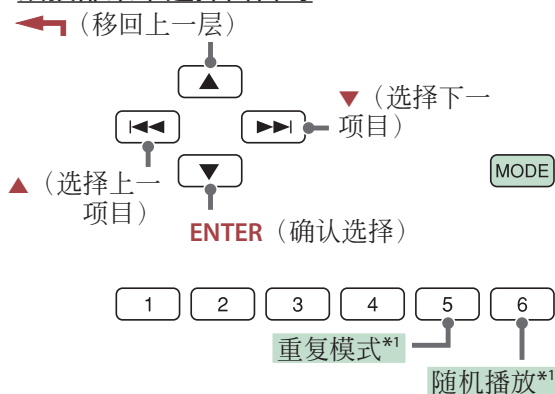 （移回上一层）
▼（选择下一
项目）
▲（选择上一
项目）
MODE
ENTER（确认选择）
1 2 3 4 5 6
重复模式*1
随机播放*1